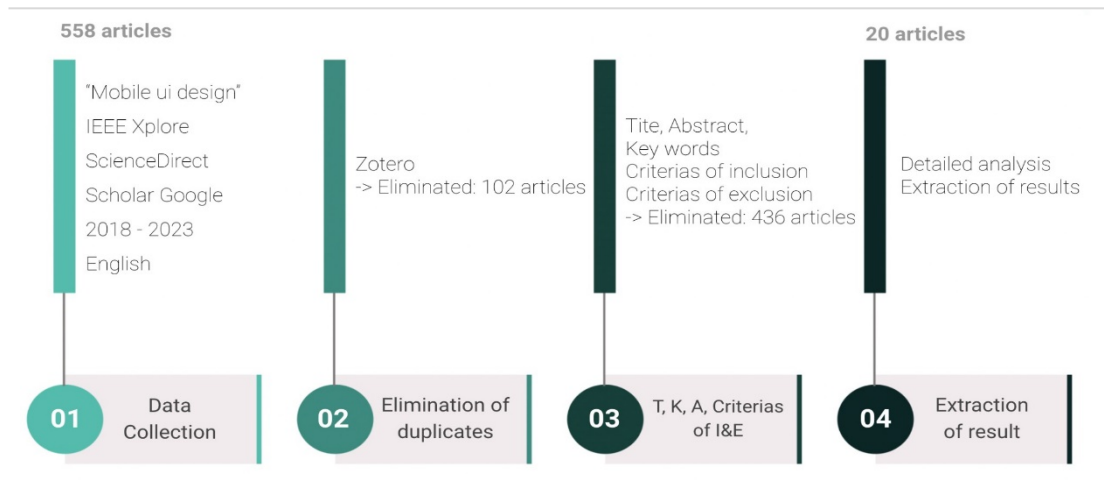 558 articles
"Mobile ui design"
IEEE Xplore
ScienceDirect
Scholar Google
2018 - 2023
English
01
Data
Collection
Zotero
-> Eliminated: 102 articles
02
Elimination of
duplicates
Tite, Abstract,
Key words
Criterias of inclusion
Criterias of exclusion
-> Eliminated: 436 articles
03
T, K, A, Criterias
of I&E
20 articles
Detailed analysis
Extraction of results
04
Extraction
of result